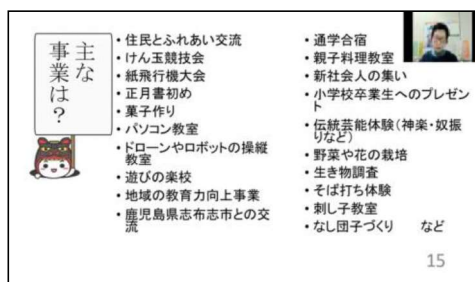 主な
事業は？
・住民とふれあい交流
・けん玉競技会
・紙飛行機大会
・正月書初め
・菓子作り
・パソコン教室
・ドローンやロボットの操縦
教室
・遊びの楽校
・地域の教育力向上事業
・鹿児島県志布志市との交
流
・通学合宿
・親子料理教室
・新社会人の集い
・小学校卒業生へのプレゼン
ト
・伝統芸能体験（神楽・奴振
りなど）
・野菜や花の栽培
・生き物調査
・そば打ち体験
・刺し子教室
・なし団子づくり　　など
15